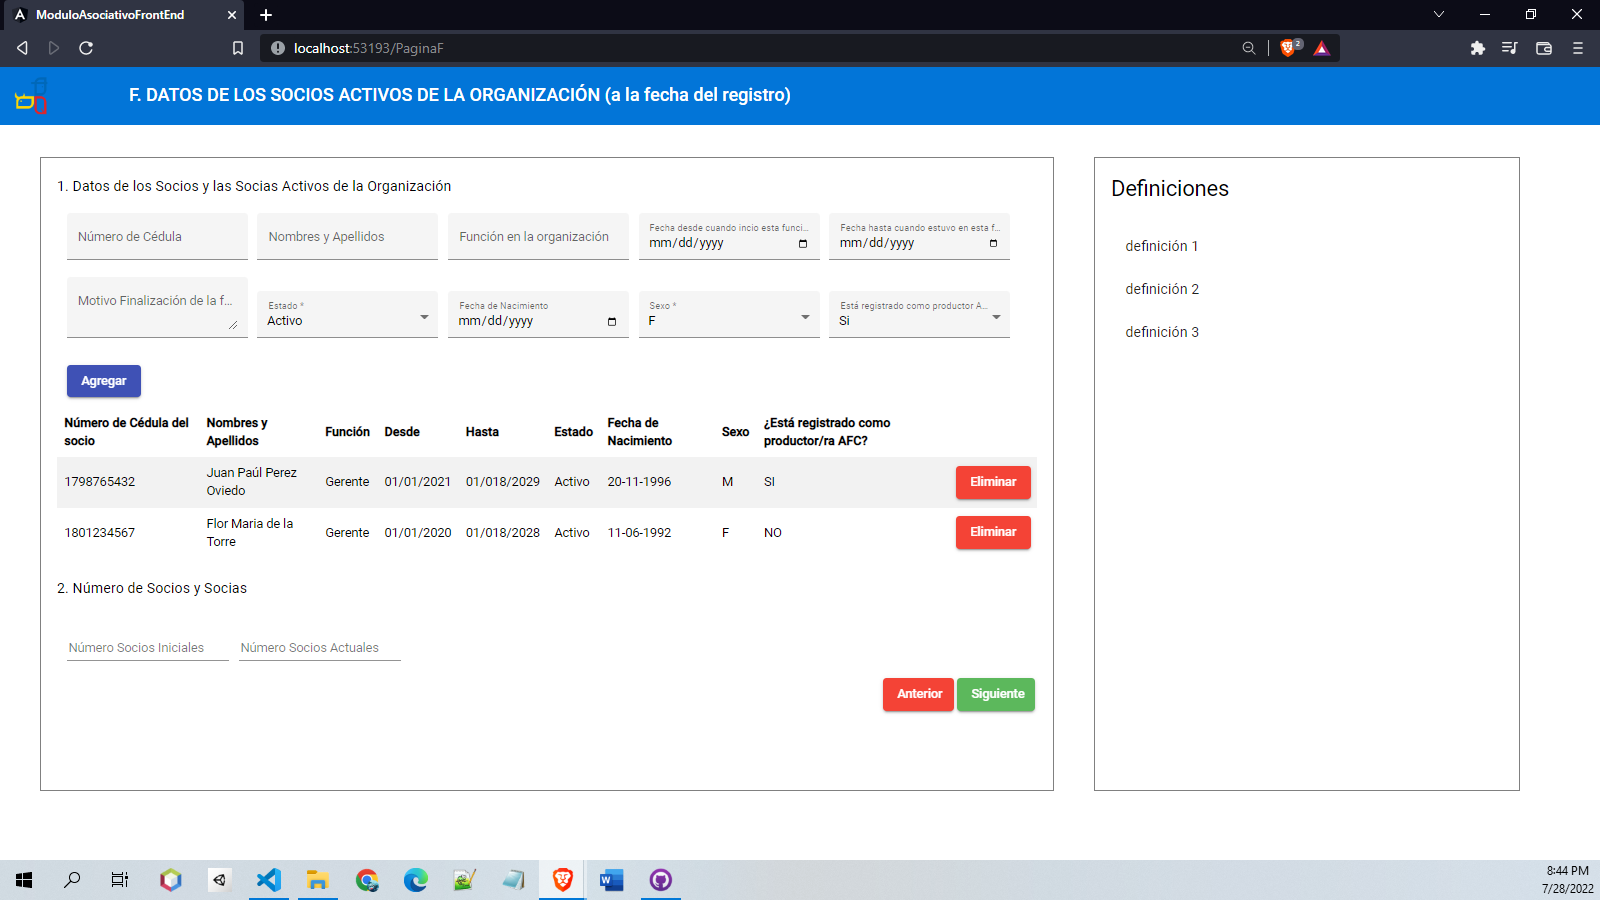 ModuloAsociativoFrontEnd
localhost:53193/PaginaF
2
F. DATOS DE LOS SOCIOS ACTIVOS DE LA ORGANIZACIÓN (a la fecha del registro)
1. Datos de los Socios y las Socias Activos de la Organización
Número de Cédula
Nombres y Apellidos
Función en la organización
Fecha desde cuando incio esta funci...
mm/dd/yyyy
Fecha hasta cuando estuvo en esta f...
mm/dd/yyyy
Motivo Finalización de la f...
Estado *
Activo
Fecha de Nacimiento
mm/dd/yyyy
Sexo *
F
Está registrado como productor A...
Si
Agregar
Número de Cédula del socio Nombres y Apellidos Función Desde Hasta Estado Fecha de Nacimiento Sexo ¿Está registrado como productor/ra AFC?
1798765432 Juan Paúl Perez Oviedo Gerente 01/01/2021 01/018/2029 Activo 20-11-1996 M SI Eliminar
1801234567 Flor Maria de la Torre Gerente 01/01/2020 01/018/2028 Activo 11-06-1992 F NO Eliminar
2. Número de Socios y Socias
Número Socios Iniciales
Número Socios Actuales
Anterior
Siguiente
Definiciones
definición 1
definición 2
definición 3
8:44 PM
7/28/2022